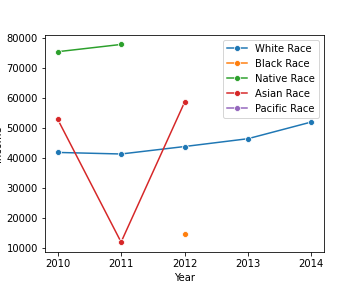 80000
70000
60000
50000
40000
30000
20000
10000
White Race
Black Race
Native Race
Asian Race
Pacific Race
2010 2011 2012 2013 2014
Year